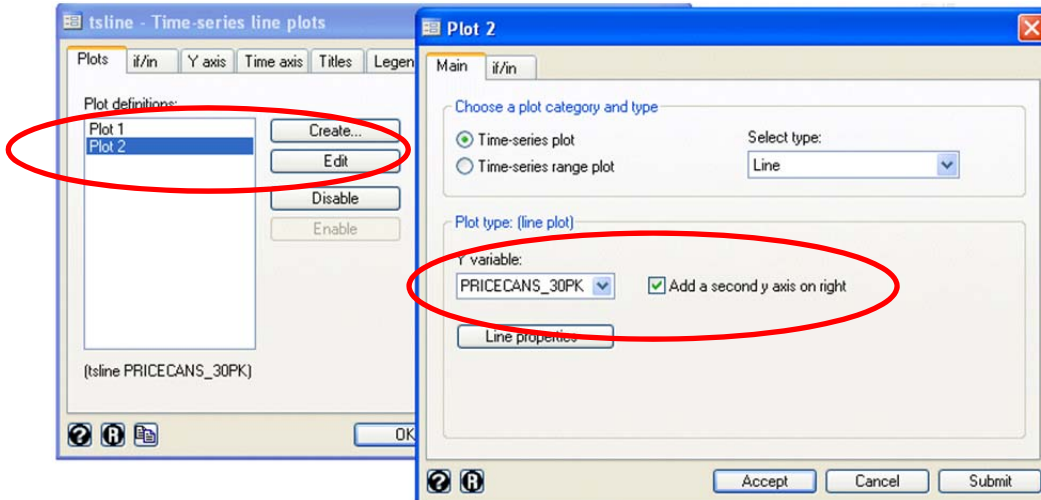 tsline - Time-series line plots
Plots if/in Y axis Time axis Titles Legen
Plot definitions:
Plot 1
Plot 2
Create...
Edit
Disable
Enable
(tsline PRICECANS_30PK)
OK
Plot 2
Main if/in
Choose a plot category and type
Time-series plot
Time-series range plot
Select type:
Line
Plot type: (line plot)
Y variable:
PRICECANS_30PK Add a second y axis on right
Line properties
? R
? R
Accept Cancel Submit